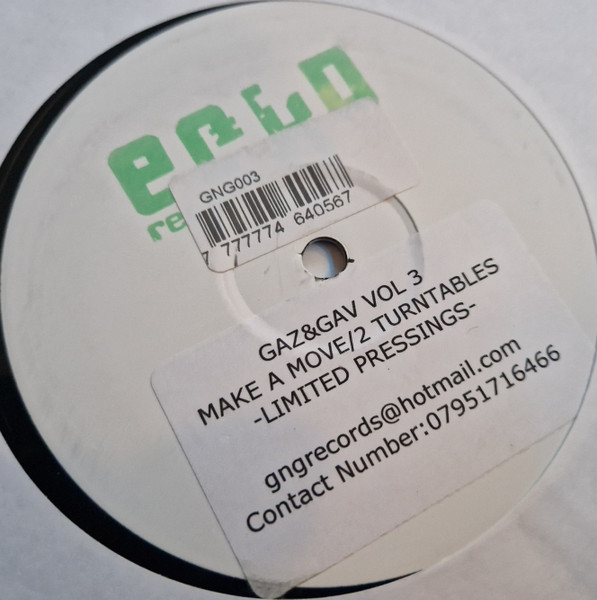 GNG003
7 777774 640567
GAZ&GAV VOL 3
MAKE A MOVE/2 TURNTABLES
-LIMITED PRESSINGS-
gngrecords@hotmail.com
Contact Number:07951716466